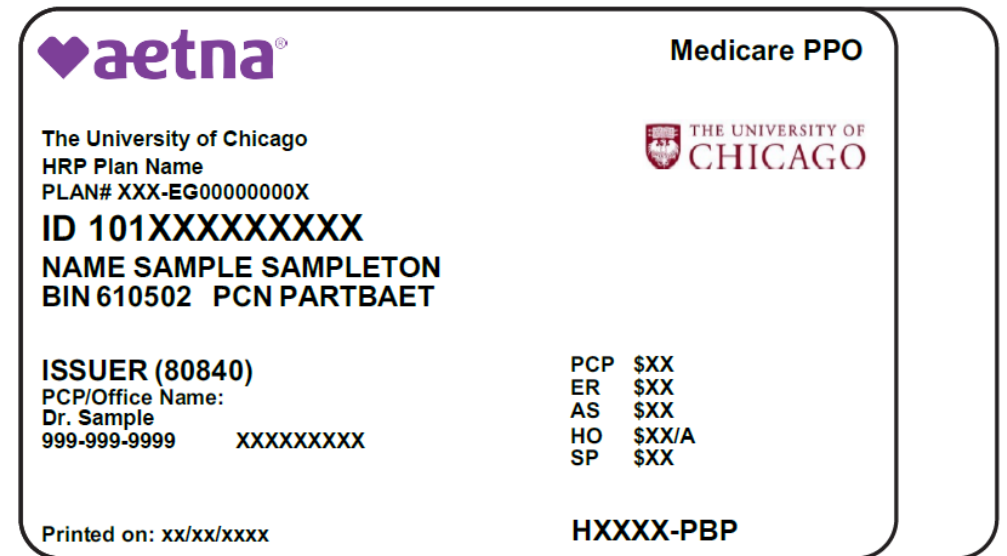 aetna®
Medicare PPO
THE UNIVERSITY OF
CHICAGO
The University of Chicago
HRP Plan Name
PLAN# XXX-EG00000000X
ID 101XXXXXXXXX
NAME SAMPLE SAMPLETON
BIN 610502 PCN PARTBAET
ISSUER (80840)
PCP/Office Name:
Dr. Sample
999-999-9999 XXXXXXXXX
PCP $XX
ER $XX
AS $XX
HO $XX/A
SP $XX
Printed on: xx/xx/xxxx
HXXXX-PBP